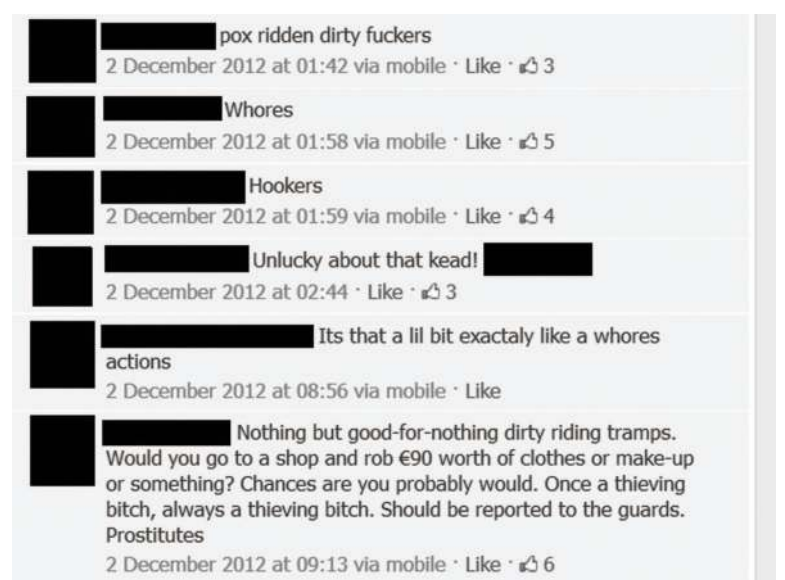 pox ridden dirty fuckers
2 December 2012 at 01:42 via mobile · Like · 3
Whores
2 December 2012 at 01:58 via mobile · Like · 5
Hookers
2 December 2012 at 01:59 via mobile · Like · 4
Unlucky about that kead!
2 December 2012 at 02:44 · Like · 3
Its that a lil bit exactaly like a whores
actions
2 December 2012 at 08:56 via mobile · Like
Nothing but good-for-nothing dirty riding tramps.
Would you go to a shop and rob €90 worth of clothes or make-up
or something? Chances are you probably would. Once a thieving
bitch, always a thieving bitch. Should be reported to the guards.
Prostitutes
2 December 2012 at 09:13 via mobile · Like · 6